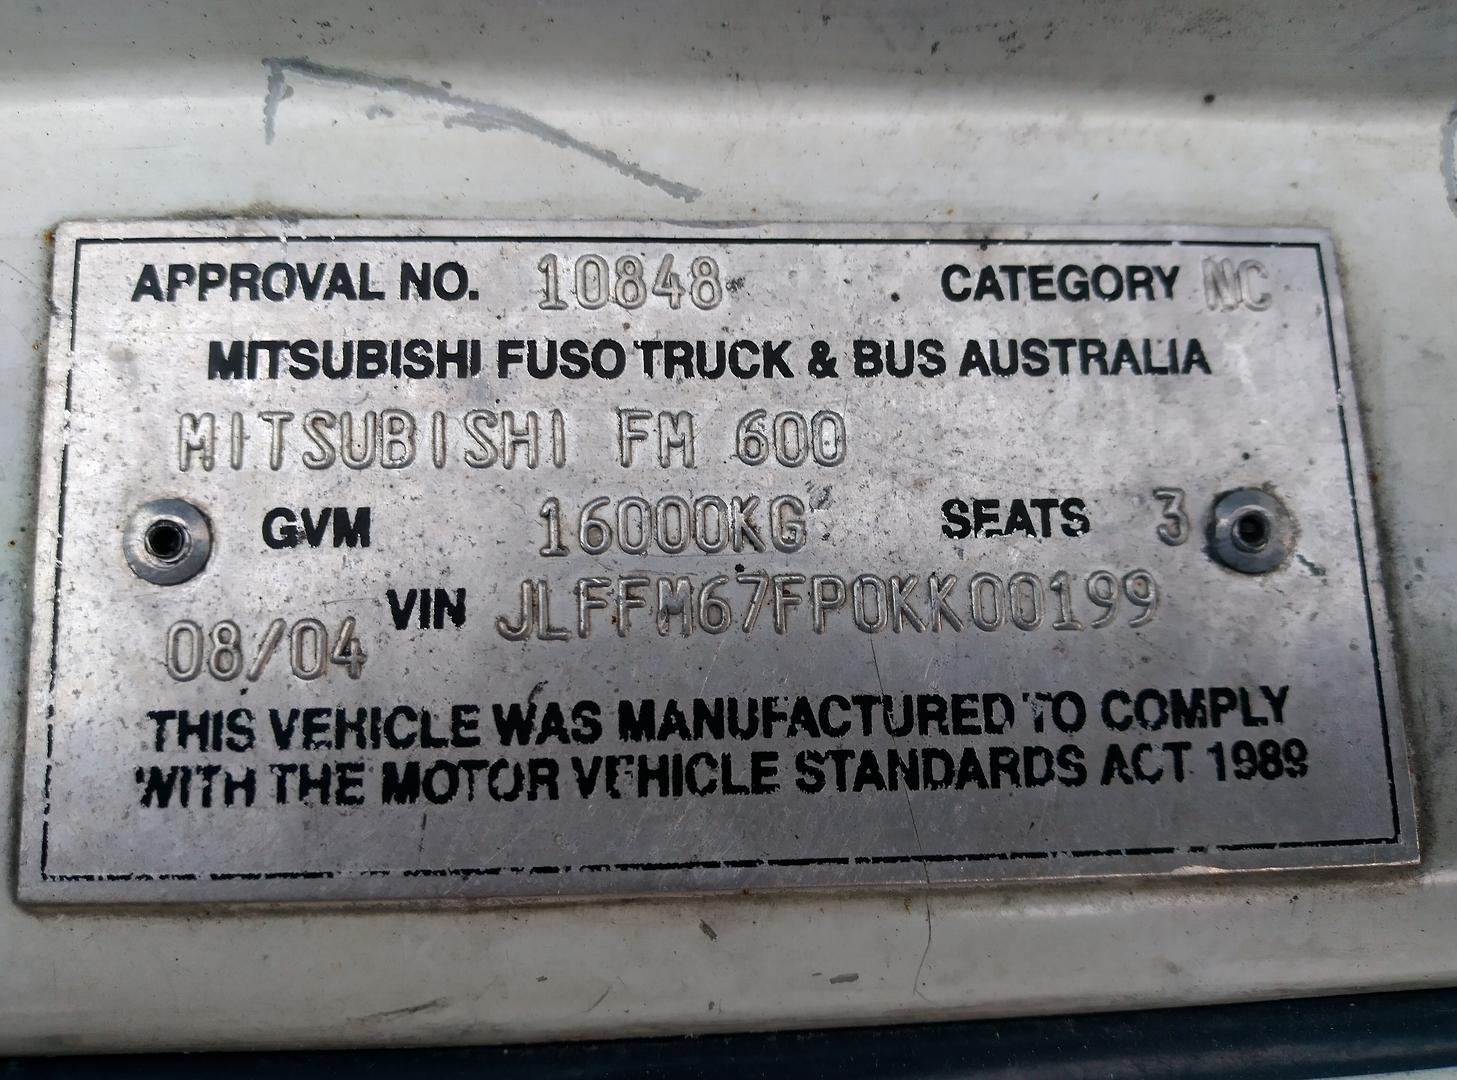 APPROVAL NO. 10848 CATEGORY NC
MITSUBISHI FUSO TRUCK & BUS AUSTRALIA
MITSUBISHI FM 600
GVM 16000KG SEATS 3
VIN JLFFM67FP0KK00199
08/04
THIS VEHICLE WAS MANUFACTURED TO COMPLY
WITH THE MOTOR VEHICLE STANDARDS ACT 1989